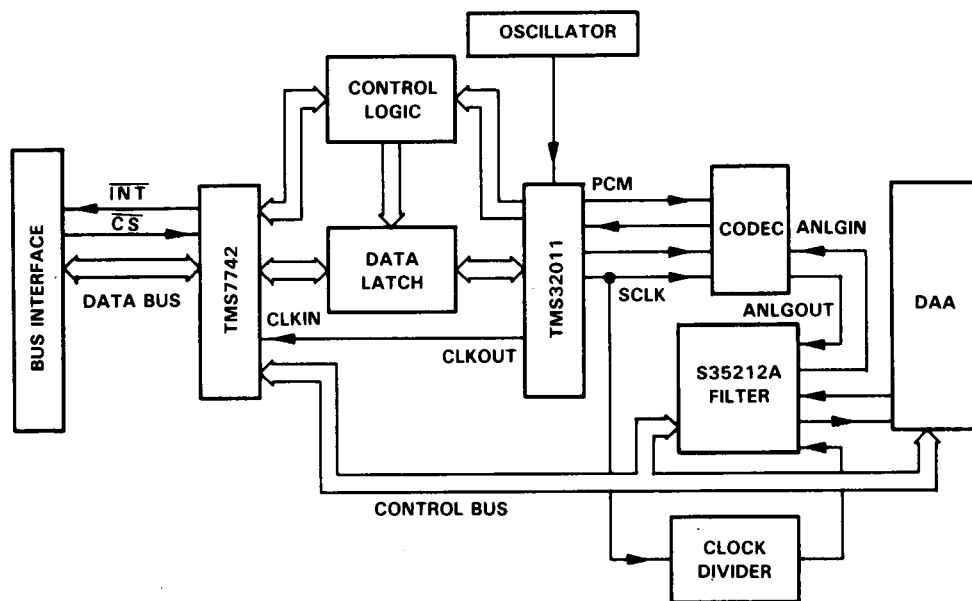 OSCILLATOR
CONTROL
LOGIC
BUS INTERFACE
INT
CS
DATA BUS
TMS7742
DATA
LATCH
CLKIN
CLKOUT
TMS32011
PCM
SCLK
CODEC
ANLGIN
ANLGOUT
S35212A
FILTER
DAA
CONTROL BUS
CLOCK
DIVIDER